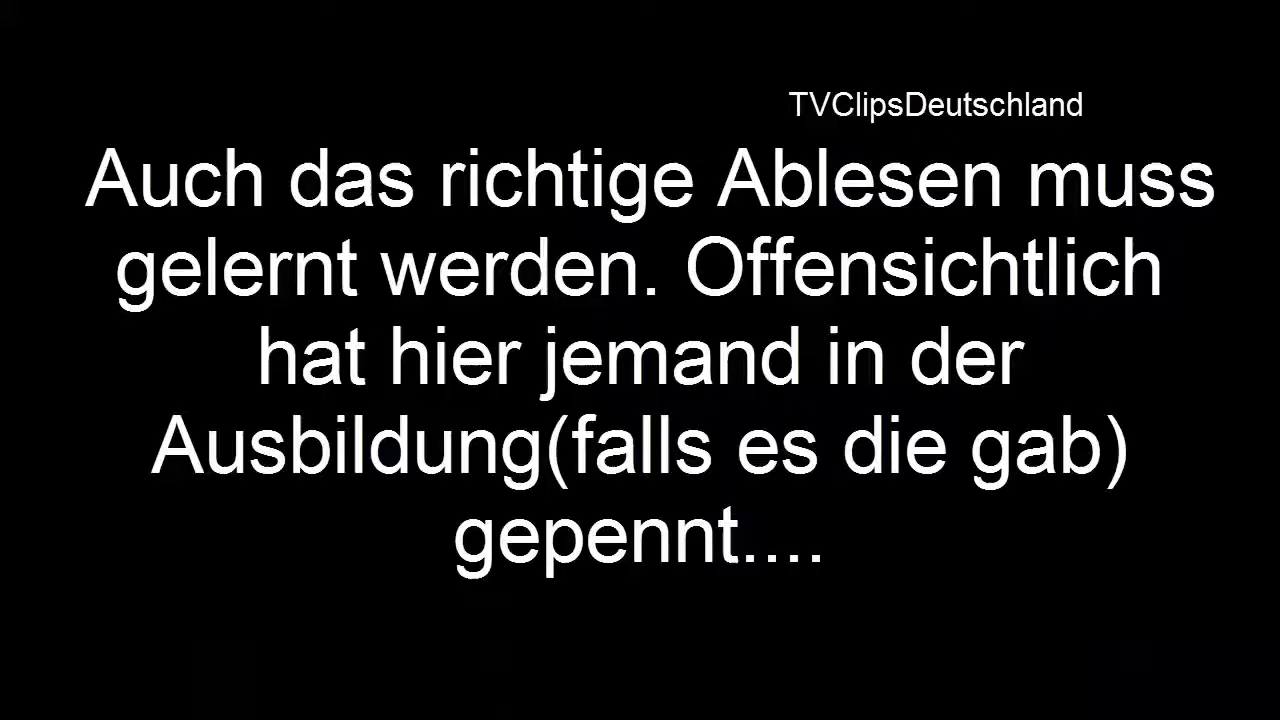 TVClipsDeutschland
Auch das richtige Ablesen muss
gelernt werden. Offensichtlich
hat hier jemand in der
Ausbildung(falls es die gab)
gepennt....